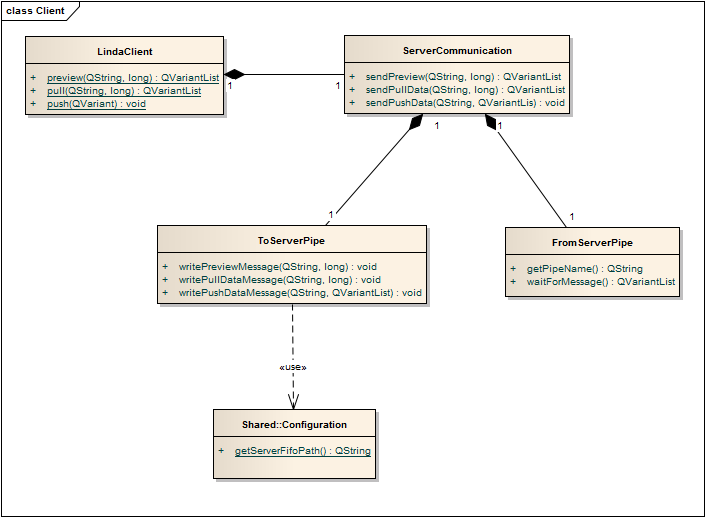 class Client
LindaClient
+ preview(QString, long) : QVariantList
+ pull(QString, long) : QVariantList
+ push(QVariant) : void
ServerCommunication
+ sendPreview(QString, long) : QVariantList
+ sendPullData(QString, long) : QVariantList
+ sendPushData(QString, QVariantLis) : void
1
1
1
1
1
1
ToServerPipe
+ writePreviewMessage(QString, long) : void
+ writePullDataMessage(QString, long) : void
+ writePushDataMessage(QString, QVariantList) : void
FromServerPipe
+ getPipeName() : QString
+ waitForMessage() : QVariantList
«use»
Shared::Configuration
+ getServerFifoPath() : QString